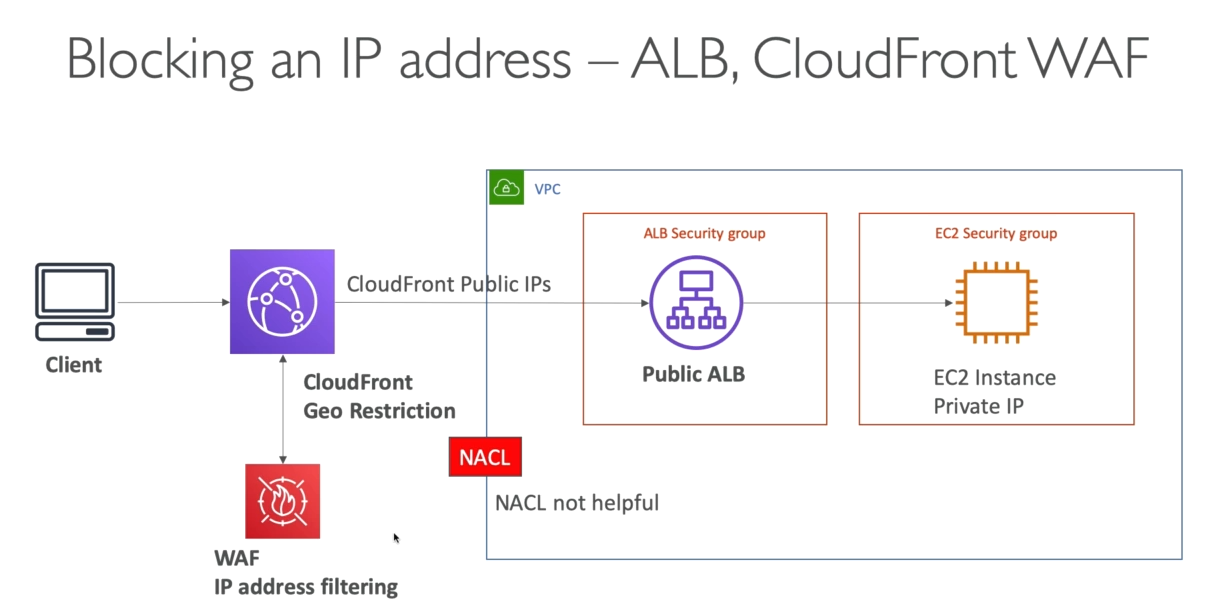 Blocking an IP address – ALB, CloudFront WAF
VPC
ALB Security group
EC2 Security group
CloudFront Public IPs
Client
Public ALB
EC2 Instance
Private IP
CloudFront
Geo Restriction
NACL
NACL not helpful
WAF
IP address filtering